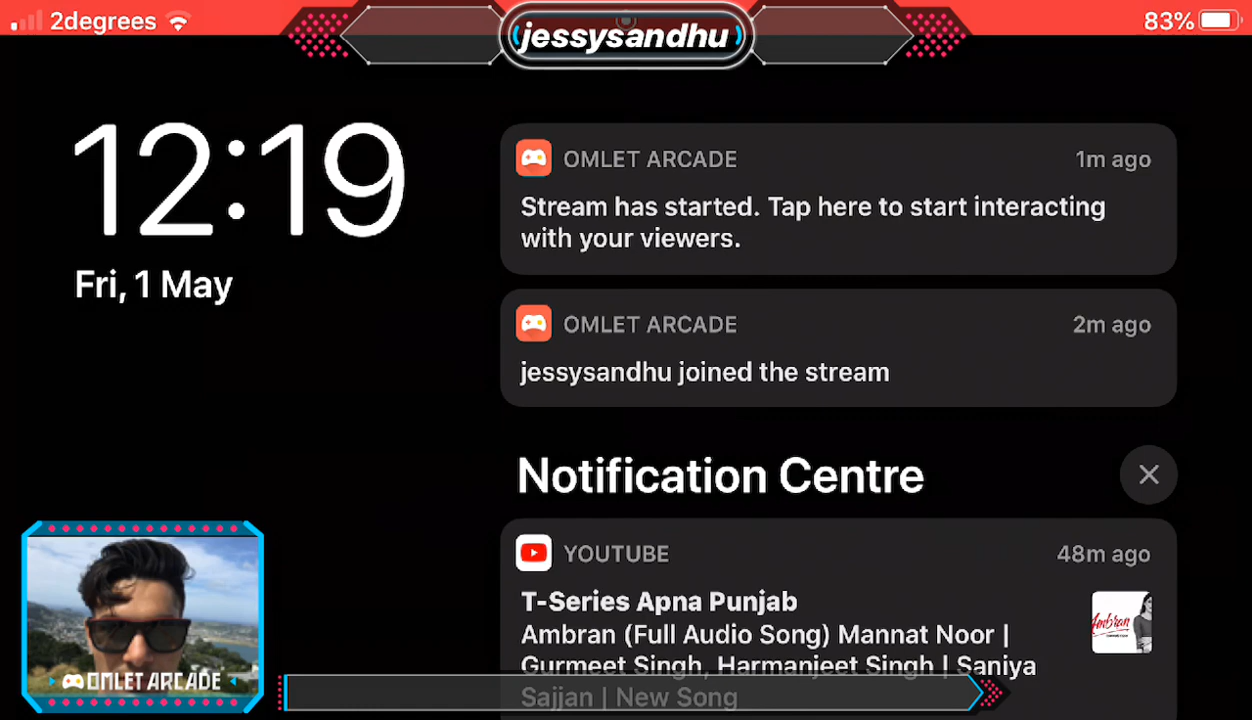 2degrees
jessysandhu
83%
12:19
Fri, 1 May
OMLET ARCADE
1m ago
Stream has started. Tap here to start interacting
with your viewers.
OMLET ARCADE
2m ago
jessysandhu joined the stream
Notification Centre
YOUTUBE
48m ago
T-Series Apna Punjab
Ambran (Full Audio Song) Mannat Noor |
Gurmeet Singh, Harmanjeet Singh | Saniya
Sajjan | New Song
Ambran
OMLET ARCADE